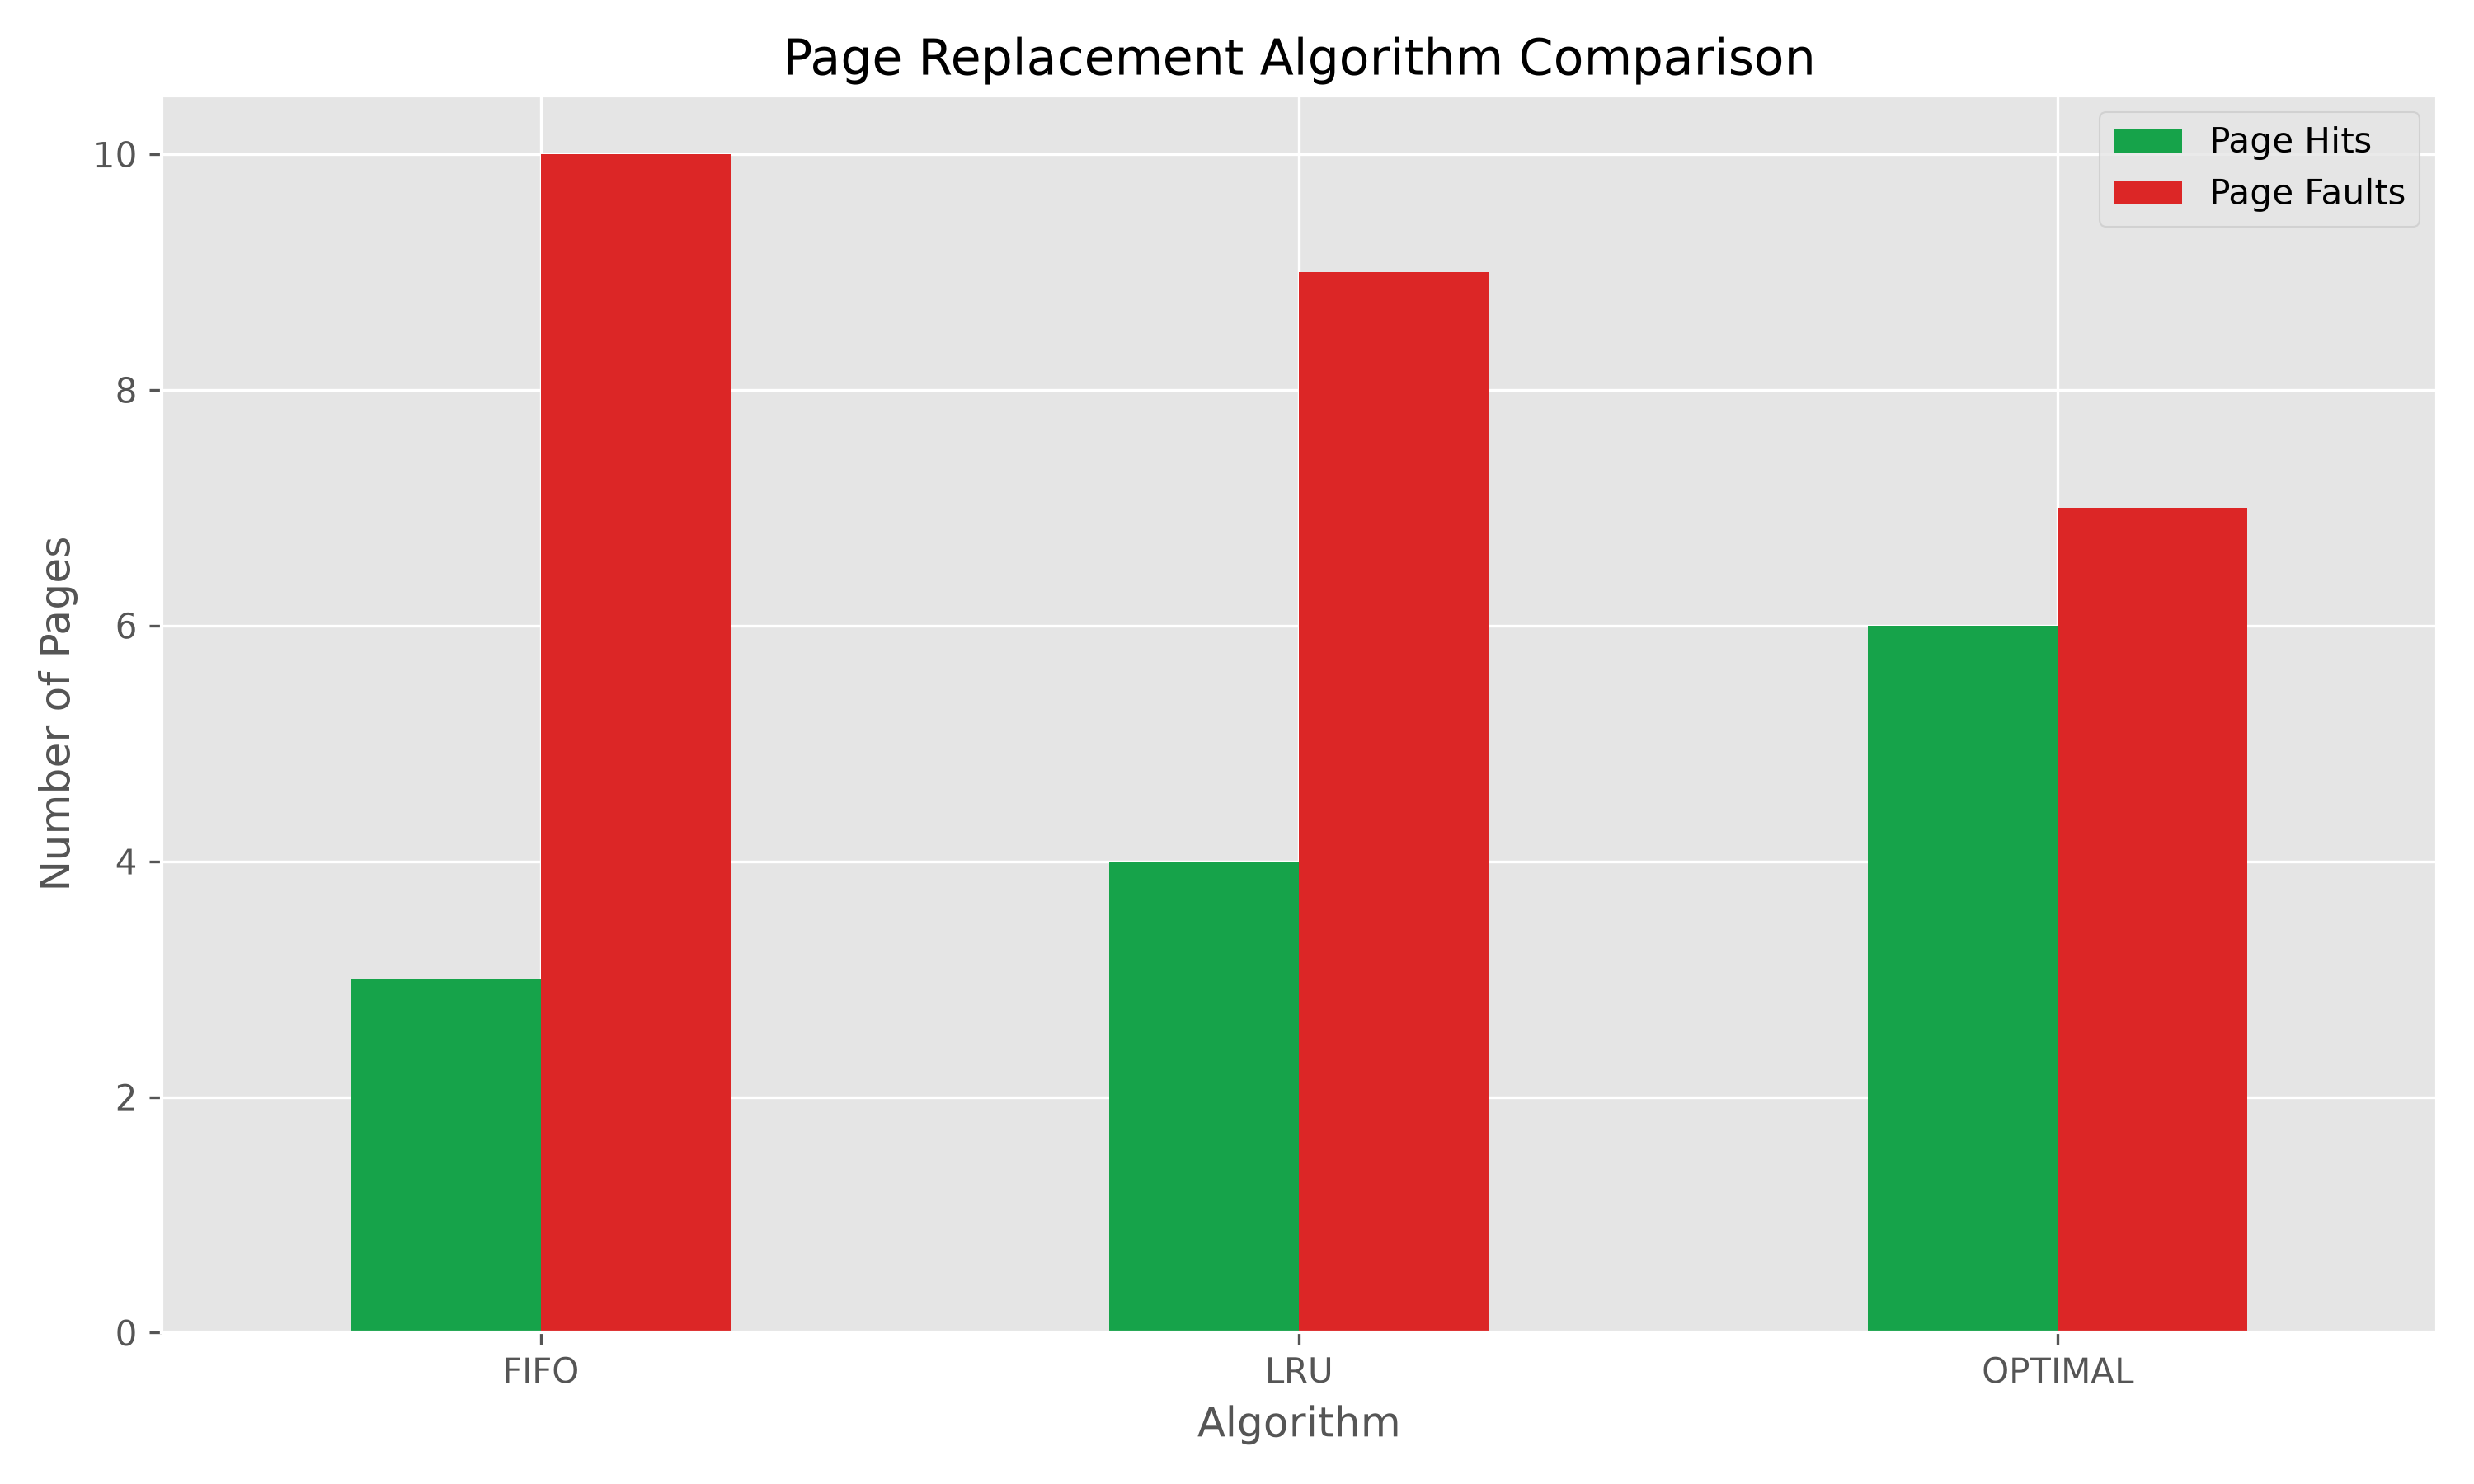 Page Replacement Algorithm Comparison
Page Hits
Page Faults
Number of Pages
10
8
6
4
2
0
FIFO
LRU
OPTIMAL
Algorithm